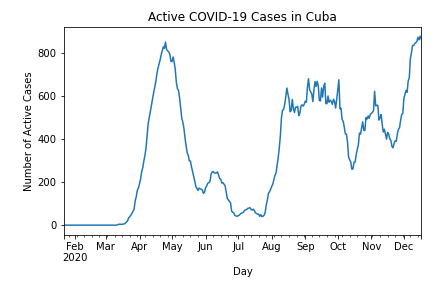 Active COVID-19 Cases in Cuba
Number of Active Cases
800
600
400
200
0
Feb Mar Apr May Jun Jul Aug Sep Oct Nov Dec
2020
Day